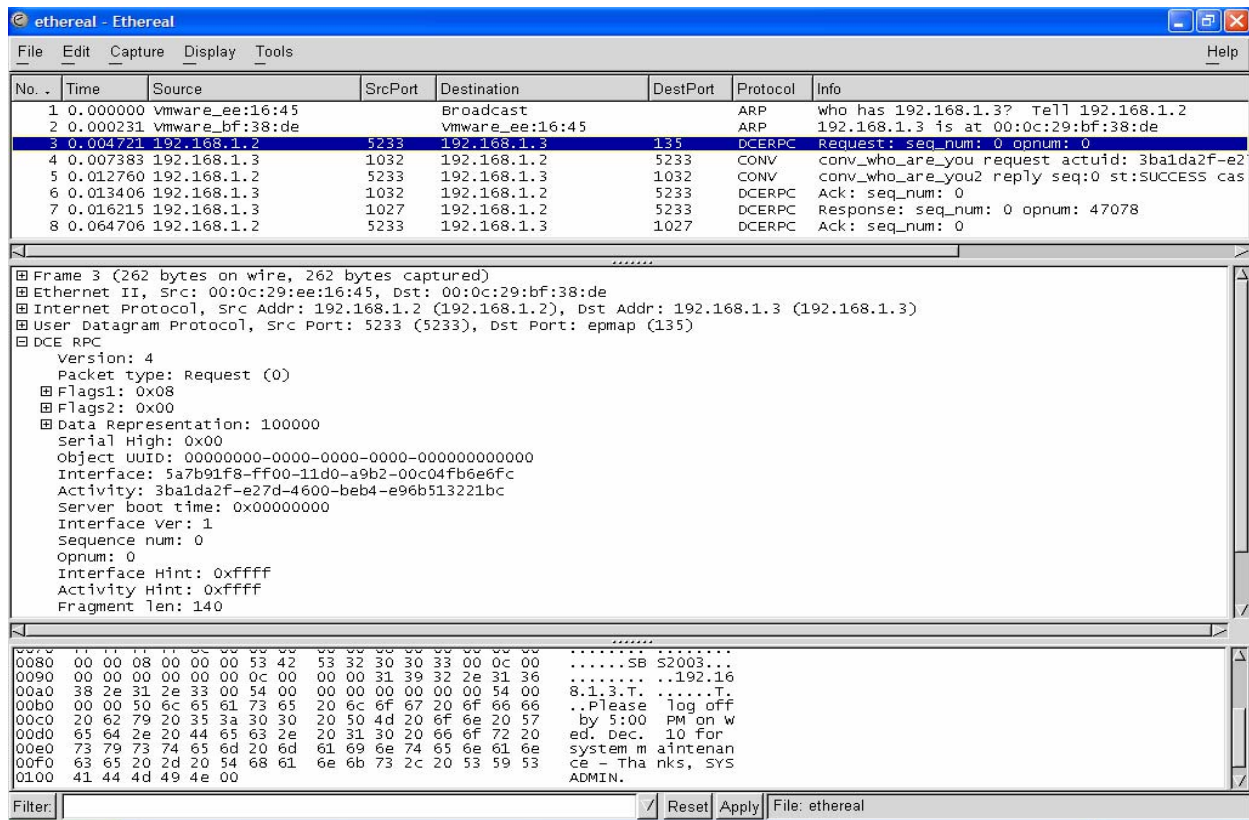 ethereal - Ethereal
File Edit Capture Display Tools Help
No. Time Source SrcPort Destination DestPort Protocol Info
1 0.000000 Vmware_ee:16:45 Broadcast ARP Who has 192.168.1.3? Tell 192.168.1.2
2 0.000231 Vmware_bf:38:de Vmware_ee:16:45 ARP 192.168.1.3 is at 00:0c:29:bf:38:de
3 0.004721 192.168.1.2 5233 192.168.1.3 135 DCERPC Request: seq_num: 0 opnum: 0
4 0.007383 192.168.1.3 1032 192.168.1.2 5233 CONV conv_who_are_you request actuid: 3ba1da2f-e2
5 0.012760 192.168.1.2 5233 192.168.1.3 1032 CONV conv_who_are_you2 reply seq:0 st:SUCCESS cas
6 0.013406 192.168.1.3 1032 192.168.1.2 5233 DCERPC Ack: seq_num: 0
7 0.016215 192.168.1.3 1027 192.168.1.2 5233 DCERPC Response: seq_num: 0 opnum: 47078
8 0.064706 192.168.1.2 5233 192.168.1.3 1027 DCERPC Ack: seq_num: 0
Frame 3 (262 bytes on wire, 262 bytes captured)
Ethernet II, Src: 00:0c:29:ee:16:45, Dst: 00:0c:29:bf:38:de
Internet Protocol, Src Addr: 192.168.1.2 (192.168.1.2), Dst Addr: 192.168.1.3 (192.168.1.3)
User Datagram Protocol, Src Port: 5233 (5233), Dst Port: epmap (135)
DCE RPC
Version: 4
Packet type: Request (0)
Flags1: 0x08
Flags2: 0x00
Data Representation: 100000
Serial High: 0x00
Object UUID: 00000000-0000-0000-0000-000000000000
Interface: 5a7b91f8-ff00-11d0-a9b2-00c04fb6e6fc
Activity: 3ba1da2f-e27d-4600-beb4-e96b513221bc
Server boot time: 0x00000000
Interface Ver: 1
Sequence num: 0
Opnum: 0
Interface Hint: 0xffff
Activity Hint: 0xffff
Fragment len: 140
0080 00 00 08 00 00 00 53 42 53 32 30 30 33 00 0c 00 ......SB S2003...
0090 00 00 00 00 00 00 0c 00 00 00 31 39 32 2e 31 36 ........ ..192.16
00a0 38 2e 31 2e 33 00 54 00 00 00 00 00 00 00 54 00 8.1.3.T. ......T.
00b0 00 00 50 6c 65 61 73 65 20 6c 6f 67 20 6f 66 66 ..Please log off
00c0 20 62 79 20 35 3a 30 30 20 50 4d 20 6f 6e 20 57 by 5:00 PM on W
00d0 65 64 2e 20 44 65 63 2e 20 31 30 20 66 6f 72 20 ed. Dec. 10 for
00e0 73 79 73 74 65 6d 20 6d 61 69 6e 74 65 6e 61 6e system m aintenan
00f0 63 65 20 2d 20 54 68 61 6e 6b 73 2c 20 53 59 53 ce - Tha nks, SYS
0100 41 44 4d 49 4e 00 ADMIN.
Filter: Reset Apply File: ethereal